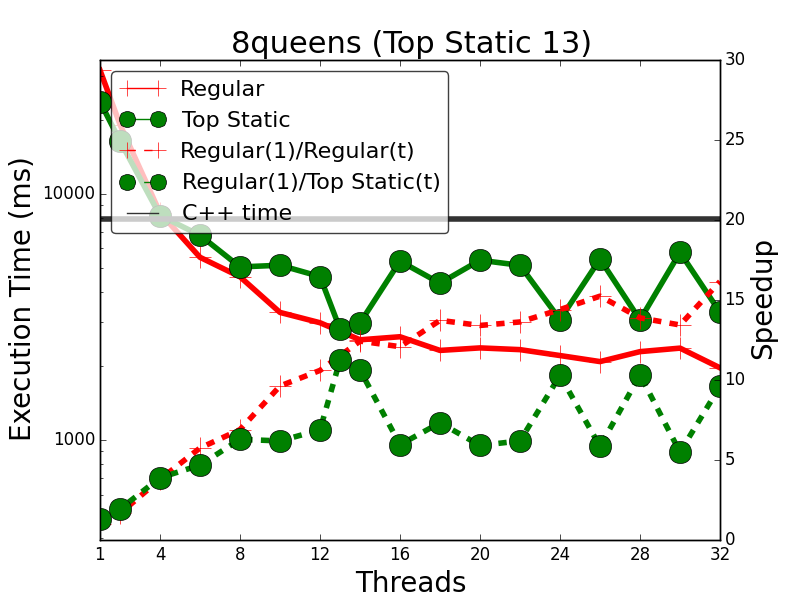 8queens (Top Static 13)
Regular
Top Static
Regular(1)/Regular(t)
Regular(1)/Top Static(t)
C++ time
Execution Time (ms)
10000
1000
30
25
20
15
10
5
0
Speedup
1 4 8 12 16 20 24 28 32
Threads